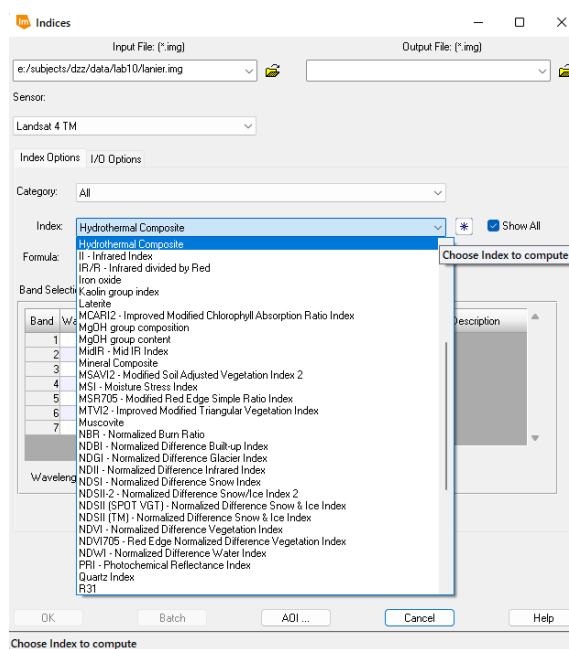 Indices
Input File: (*.img) Output File: (*.img)
e:/subjects/dzz/data/lab10/lanier.img
Sensor:
Landsat 4 TM
Index Options I/O Options
Category: All
Index: Hydrothermal Composite Show All
Hydrothermal Composite
Choose Index to compute
II - Infrared Index
Formula: IR/R - Infrared divided by Red
Iron oxide
Band Selecti Kaolin group index
Laterite
MCARI2 - Improved Modified Chlorophyll Absorption Ratio Index
Band Wa MgOH group composition Description
1 MgOH group content
2 MidIR - Mid IR Index
Mineral Composite
3 MSAVI2 - Modified Soil Adjusted Vegetation Index 2
4 MSI - Moisture Stress Index
5 MSR705 - Modified Red Edge Simple Ratio Index
6 MTVI2 - Improved Modified Triangular Vegetation Index
Muscovite
7 NBR - Normalized Burn Ratio
NDBI - Normalized Difference Built-up Index
NDGI - Normalized Difference Glacier Index
NDII - Normalized Difference Infrared Index
Waveleng NDSI - Normalized Difference Snow Index
NDSII-2 - Normalized Difference Snow/Ice Index 2
NDSII (SPOT VGT) - Normalized Difference Snow & Ice Index
NDSII (TM) - Normalized Difference Snow & Ice Index
NDVI - Normalized Difference Vegetation Index
NDVI705 - Red Edge Normalized Difference Vegetation Index
NDWI - Normalized Difference Water Index
PRI - Photochemical Reflectance Index
Quartz Index
R31
OK Batch AOI ... Cancel Help
Choose Index to compute